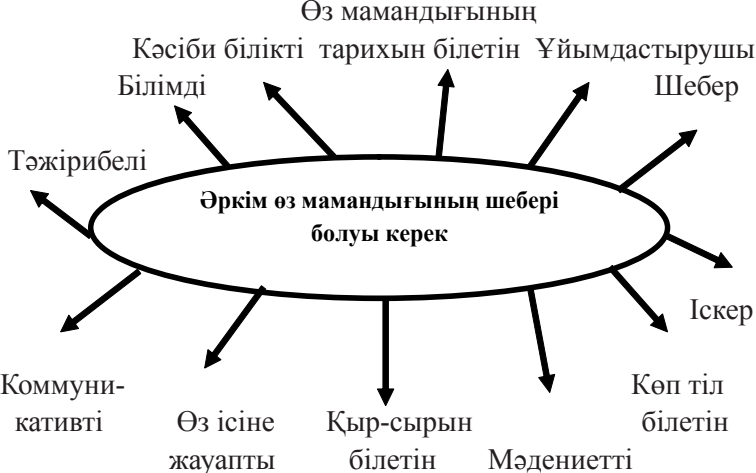 Өз мамандығының
Кәсіби білікті тарихын білетін Ұйымдастырушы
Білімді Шебер
Тәжірибелі
Әркім өз мамандығының шебері
болуы керек
Іскер
Коммуни- Көп тіл
кативті Өз ісіне Қыр-сырын білетін
жауапты білетін Мәдениетті